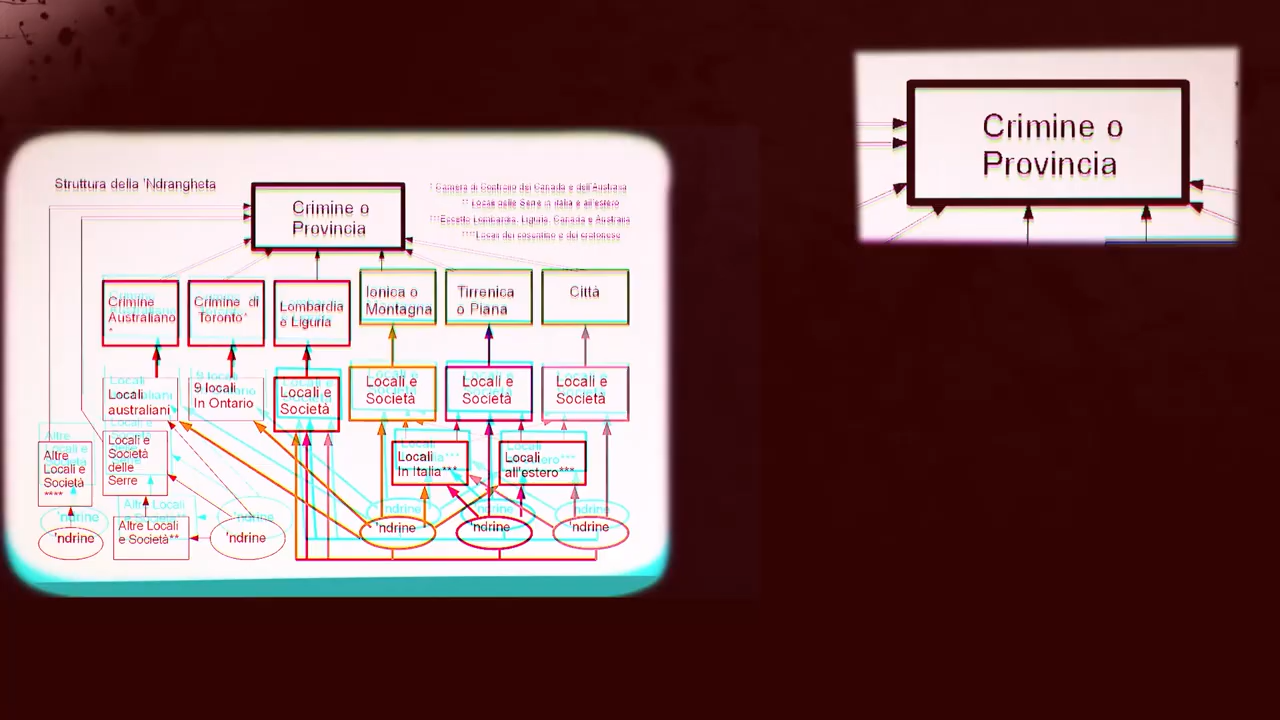 Struttura della 'Ndrangheta
Crimine o
Provincia
* Camera di Controllo del Canada e dell'Australia
** Locali delle Serre in Italia e all'estero
***Eccetto Lombardia, Liguria, Canada e Australia
****Locali del cosentino e del crotonese
Crimine
Australiano
*
Crimine di
Toronto*
Lombardia
e Liguria
Ionica o
Montagna
Tirrenica
o Piana
Città
Locali
australiani
9 locali
In Ontario
Locali e
Società
Locali e
Società
Locali e
Società
Locali e
Società
Altre
Locali e
Società
****
Locali e
Società
delle
Serre
Locali
In Italia***
Locali
all'estero***
'ndrine
Altre Locali
e Società**
'ndrine
'ndrine
'ndrine
'ndrine
Crimine o
Provincia